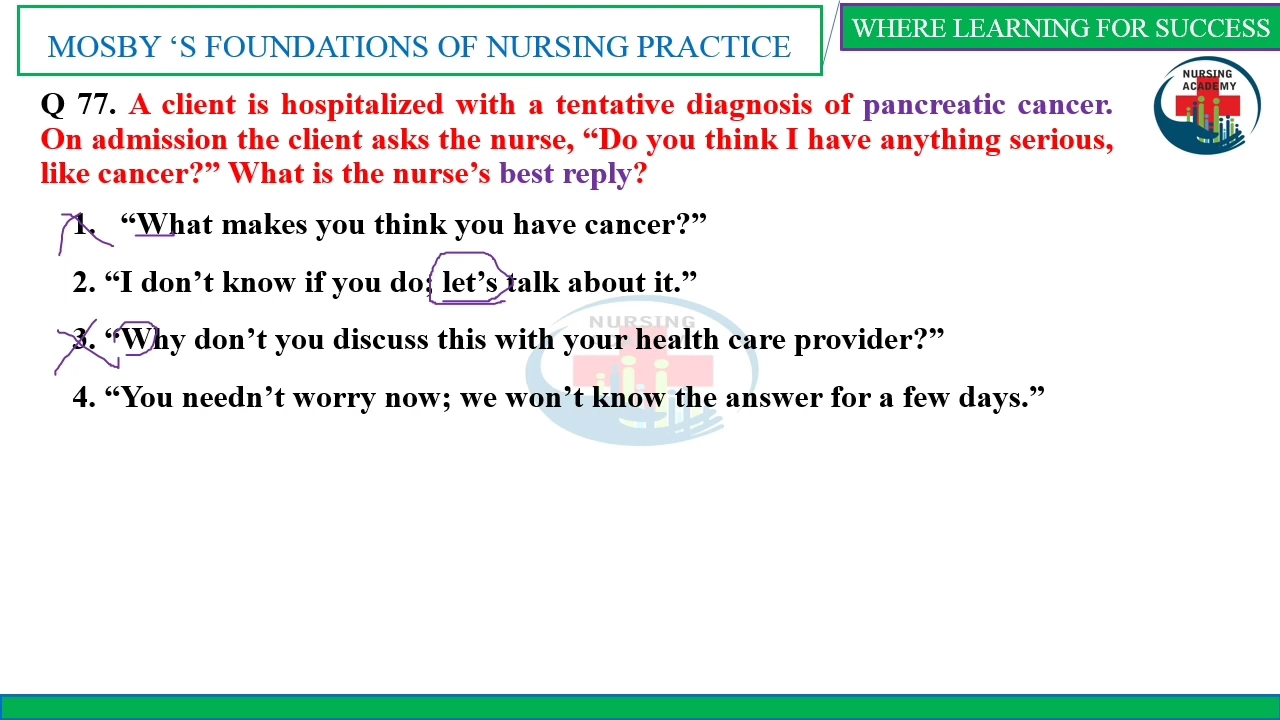 MOSBY ‘S FOUNDATIONS OF NURSING PRACTICE
WHERE LEARNING FOR SUCCESS
NURSING
ACADEMY
Q 77. A client is hospitalized with a tentative diagnosis of pancreatic cancer.
On admission the client asks the nurse, “Do you think I have anything serious,
like cancer?” What is the nurse’s best reply?
1. “What makes you think you have cancer?”
2. “I don’t know if you do; let’s talk about it.”
NURSING
3. “Why don’t you discuss this with your health care provider?”
4. “You needn’t worry now; we won’t know the answer for a few days.”